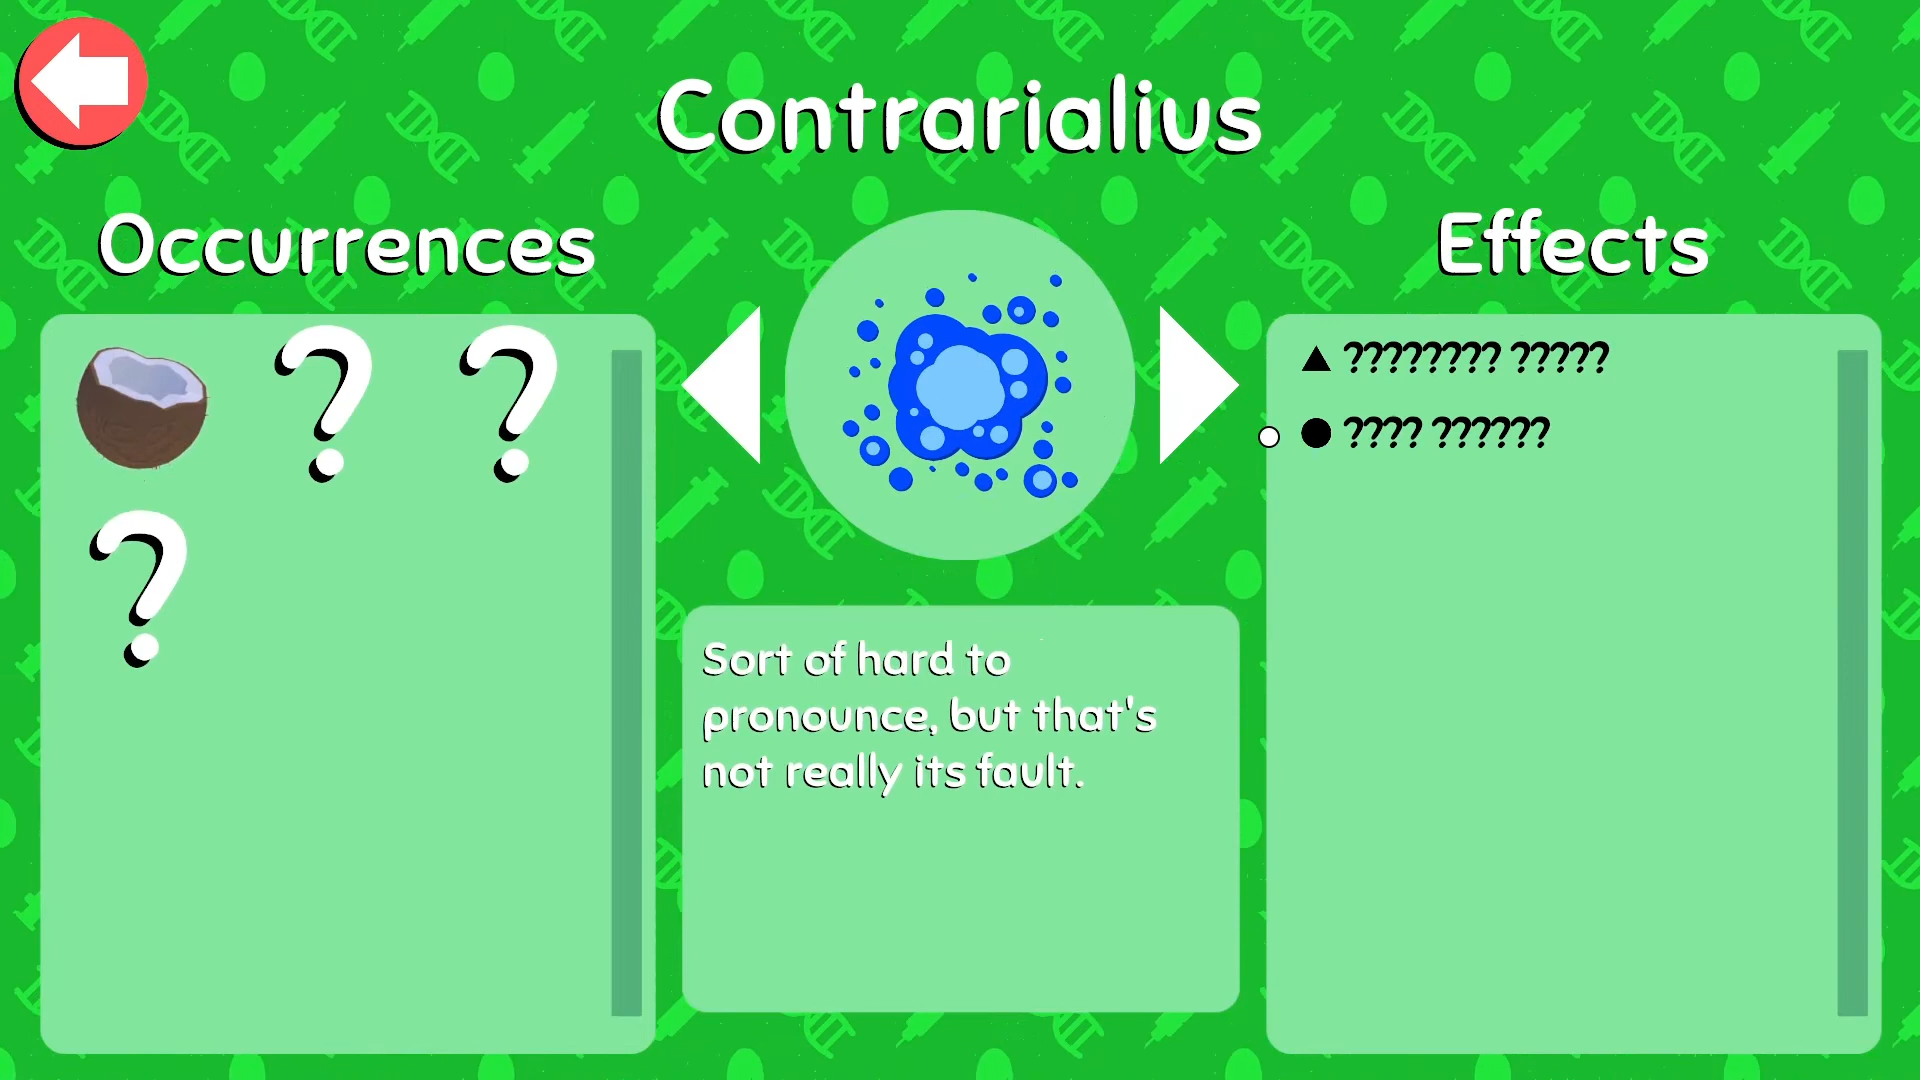 Contrarialius
Occurrences
Effects
? ?
?
Sort of hard to
pronounce, but that's
not really its fault.
???????? ?????
???? ??????